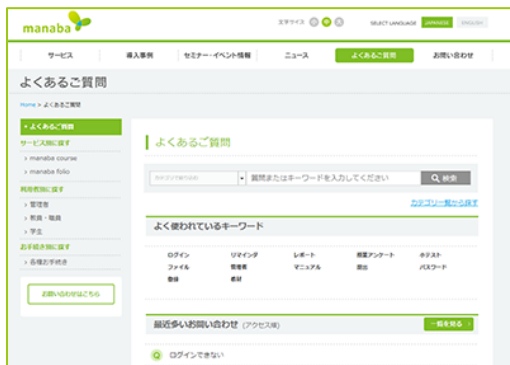 manaba
文字サイズ
SELECT LANGUAGE JAPANESE ENGLISH
サービス 導入事例 セミナー・イベント情報 ニュース よくあるご質問 お問い合わせ
よくあるご質問
Home > よくあるご質問
よくあるご質問
サービス別に探す
> manaba course
> manaba folio
利用者別に探す
> 管理者
> 教員・職員
> 学生
お手続き別に探す
> 各種お手続き
お問い合わせはこちら
よくあるご質問
カテゴリで絞り込む 質問またはキーワードを入力してください 検索
カテゴリ一覧から探す
よく使われているキーワード
ログイン リマインダ レポート 授業アンケート 小テスト
ファイル 管理者 マニュアル 提出 パスワード
登録 教材
最近多いお問い合わせ (アクセス順) 一覧を見る
Q ログインできない